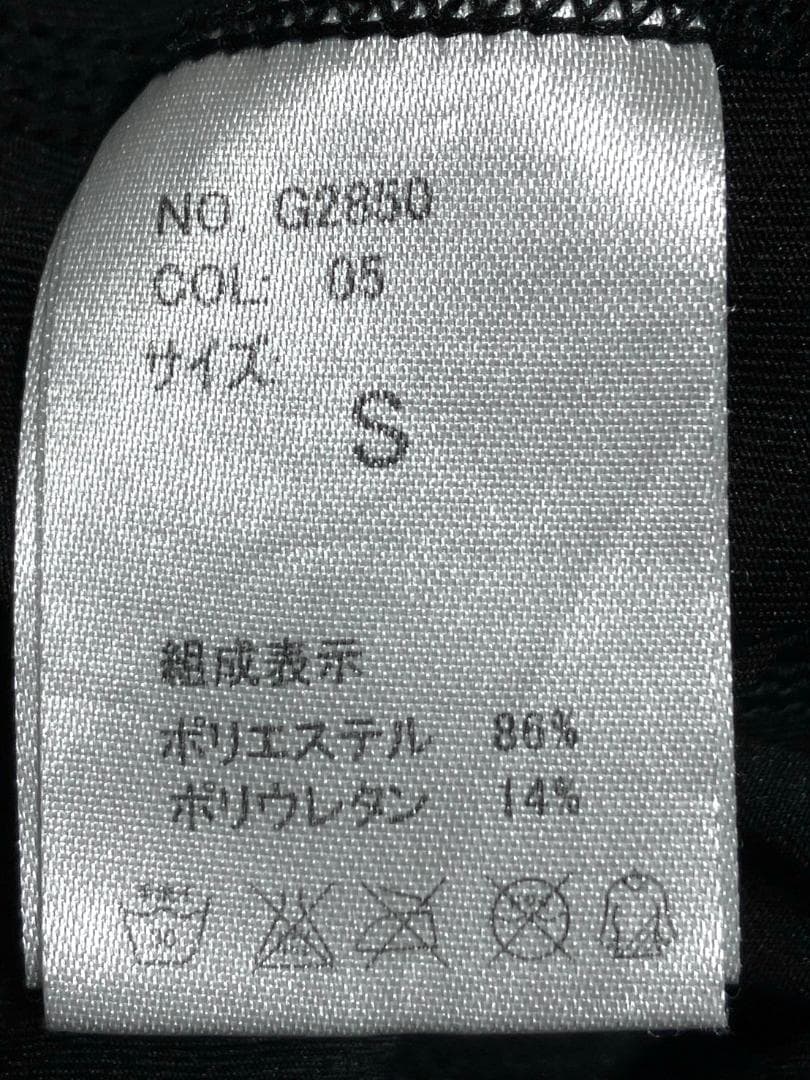 NO. G2850
COL: 05
サイズ:
S
組成表示
ポリエステル 86%
ポリウレタン 14%